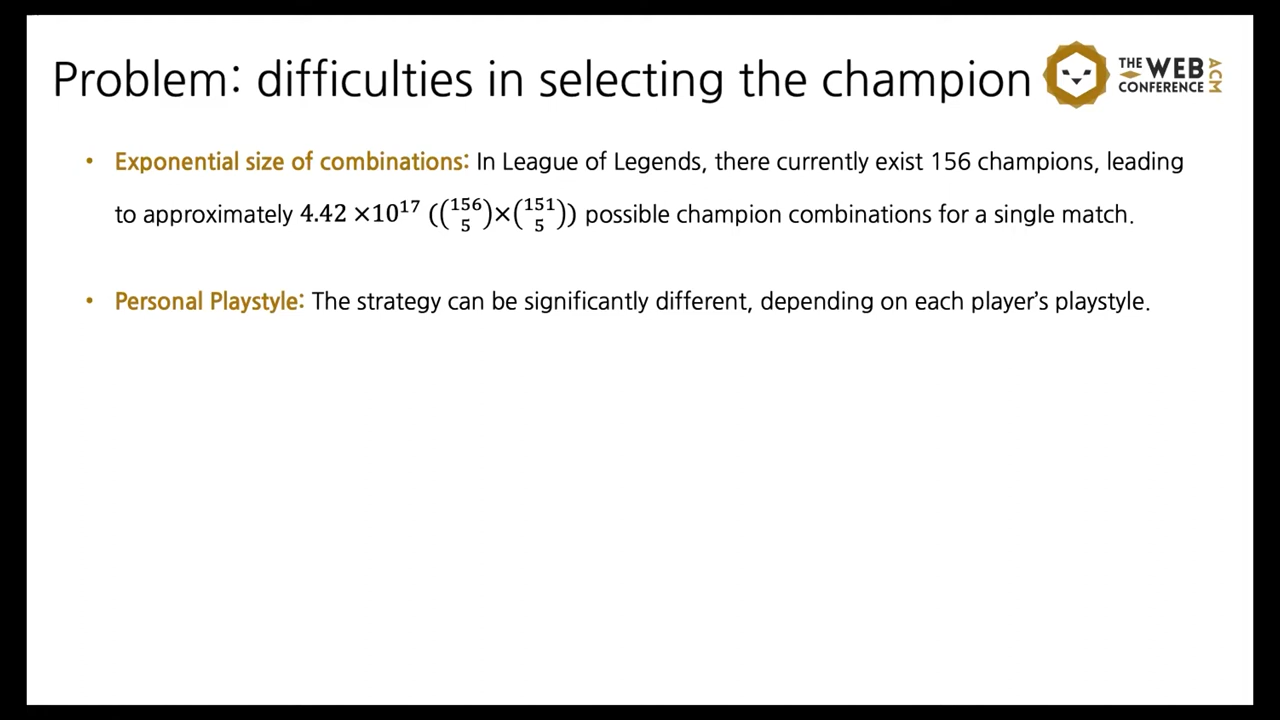 Problem: difficulties in selecting the champion
THE WEB CONFERENCE ACM
• Exponential size of combinations: In League of Legends, there currently exist 156 champions, leading
to approximately 4.42 ×10¹⁷ ((156 5)×(151 5)) possible champion combinations for a single match.
• Personal Playstyle: The strategy can be significantly different, depending on each player’s playstyle.